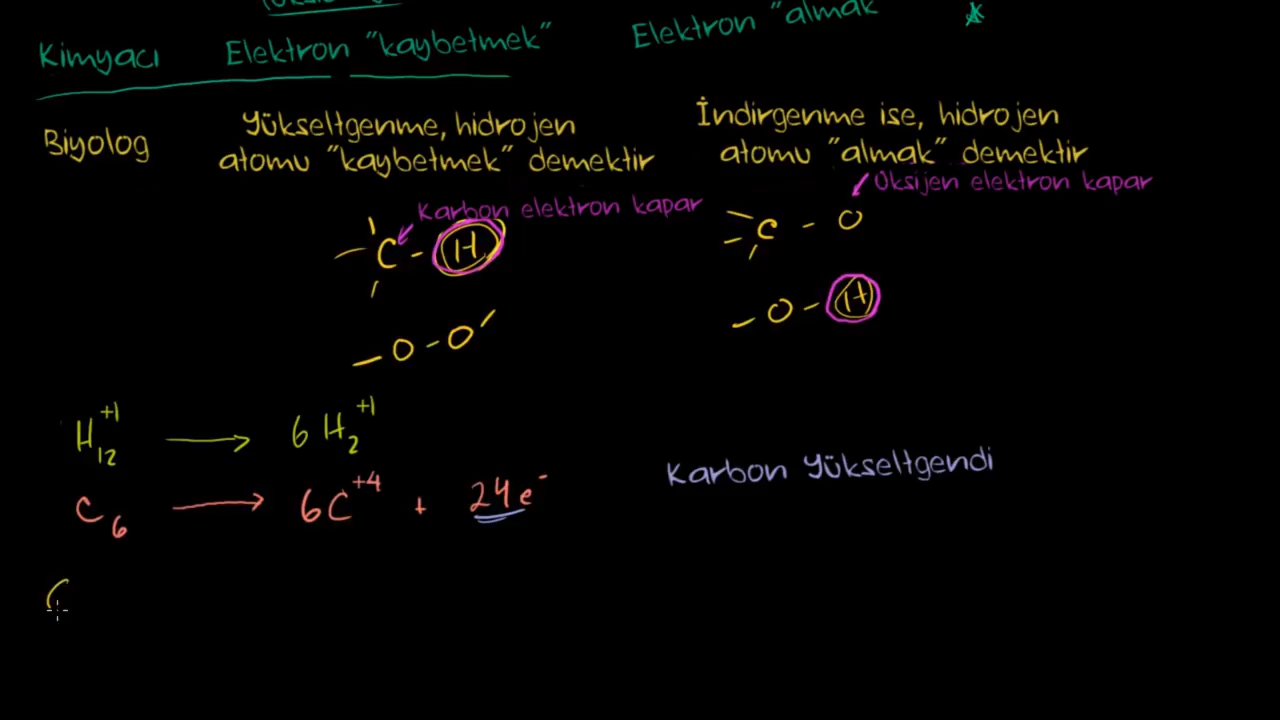 Kimyacı Elektron "kaybetmek" Elektron "almak
Biyolog
Yükseltgenme, hidrojen
atomu "kaybetmek" demektir
İndirgenme ise, hidrojen
atomu "almak" demektir
Karbon elektron kapar
C - H
- O - O
Oksijen elektron kapar
C - O
- O - H
H₁₂⁺¹ → 6 H₂⁺¹
C₆ → 6C⁺⁴ + 24e⁻
Karbon Yükseltgendi